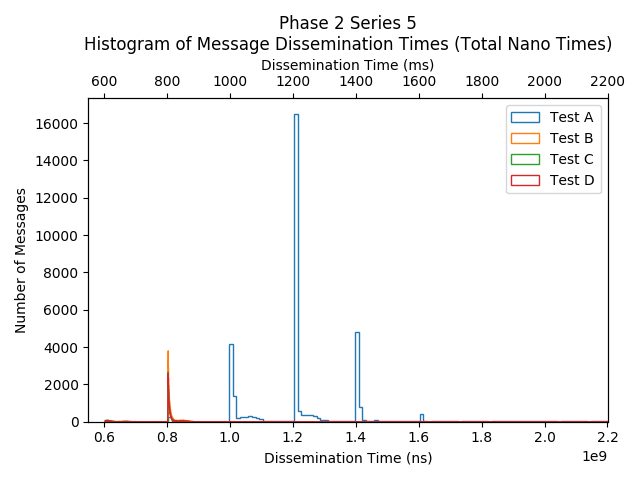 Phase 2 Series 5
Histogram of Message Dissemination Times (Total Nano Times)
Dissemination Time (ms)
600 800 1000 1200 1400 1600 1800 2000 2200
Test A
Test B
Test C
Test D
Number of Messages
16000
14000
12000
10000
8000
6000
4000
2000
0
0.6 0.8 1.0 1.2 1.4 1.6 1.8 2.0 2.2
Dissemination Time (ns)
1e9